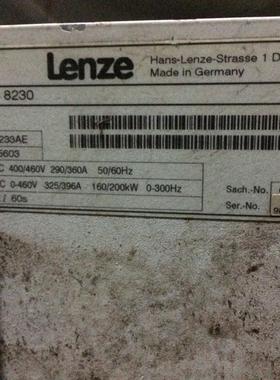 Lenze
Hans-Lenze-Strasse 1 D
Made in Germany
8230
233AE
5603
C 400/460V 290/360A 50/60Hz
C 0-460V 325/396A 160/200kW 0-300Hz
/ 60s
Sach.-No.
Ser.-No.